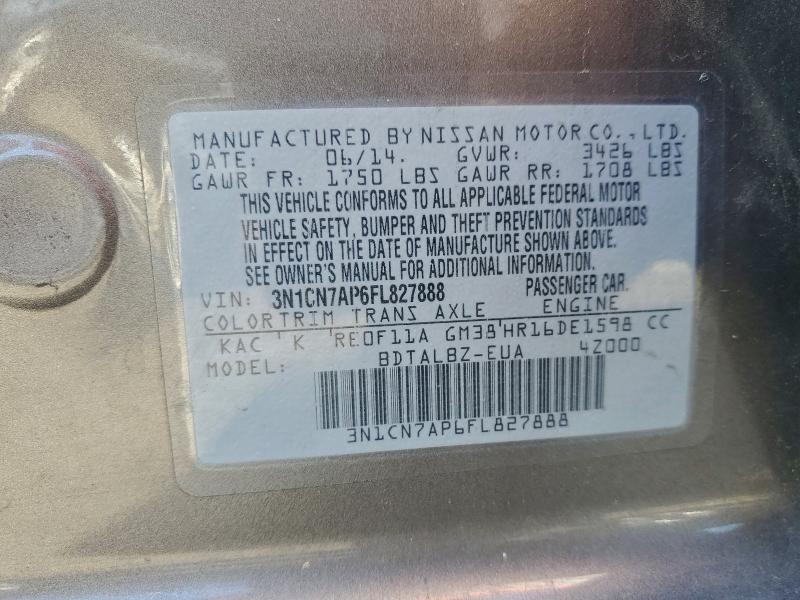 MANUFACTURED BY NISSAN MOTOR CO., LTD.
DATE: 06/14. GVWR: 3426 LBS
GAWR FR: 1750 LBS GAWR RR: 1708 LBS
THIS VEHICLE CONFORMS TO ALL APPLICABLE FEDERAL MOTOR
VEHICLE SAFETY, BUMPER AND THEFT PREVENTION STANDARDS
IN EFFECT ON THE DATE OF MANUFACTURE SHOWN ABOVE.
SEE OWNER'S MANUAL FOR ADDITIONAL INFORMATION.
VIN: 3N1CN7AP6FL827888 PASSENGER CAR.
COLOR TRIM TRANS AXLE ENGINE
KAC K RE0F11A GM38 HR16DE1598 CC
MODEL: BDTALBZ-EUA 4Z000
3N1CN7AP6FL827888